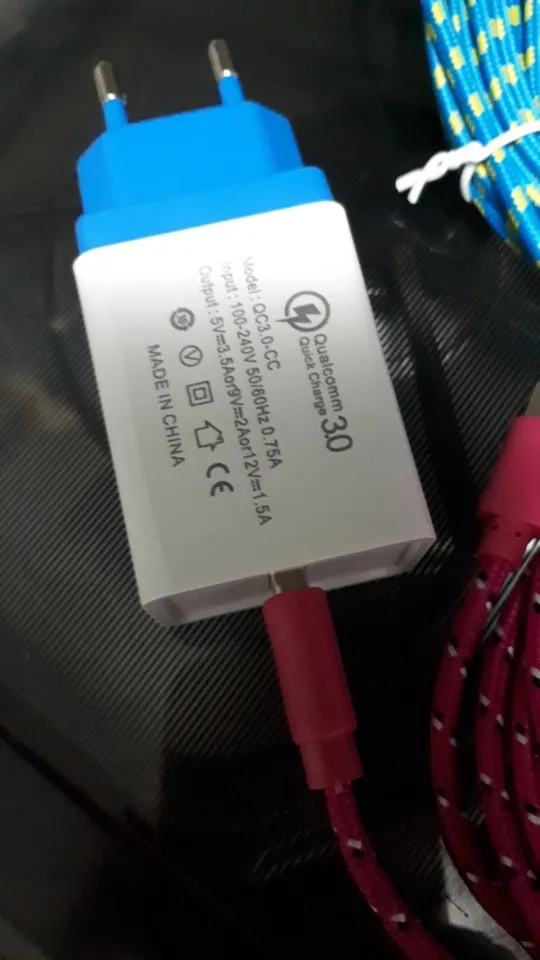 Qualcomm
Quick Charge 3.0
Model : QC3.0-CC
Input : 100-240V 50/60Hz 0.75A
Output : 5V⎓3.5Aor9V⎓2Aor12V⎓1.5A
V CE
MADE IN CHINA